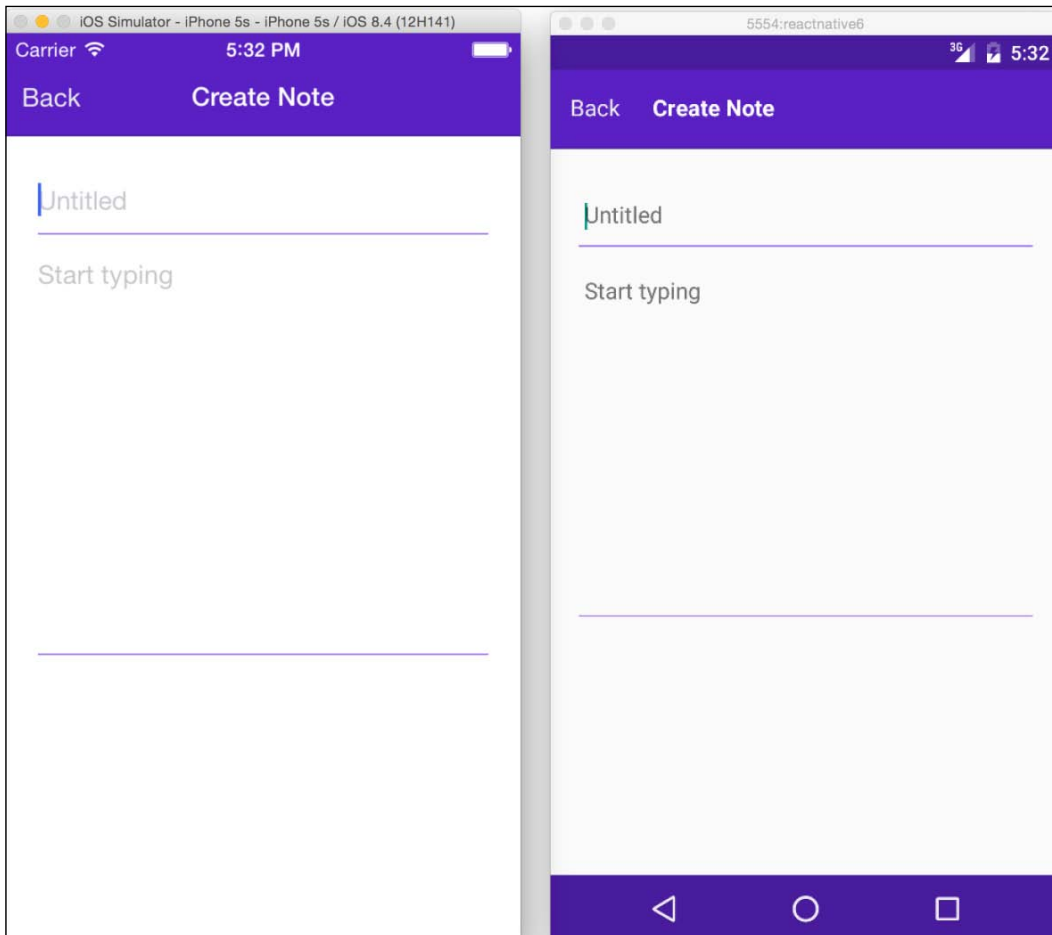 iOS Simulator - iPhone 5s - iPhone 5s / iOS 8.4 (12H141)
Carrier 5:32 PM
Back Create Note
Untitled
Start typing
5554:reactnative6
3G 5:32
Back Create Note
Untitled
Start typing